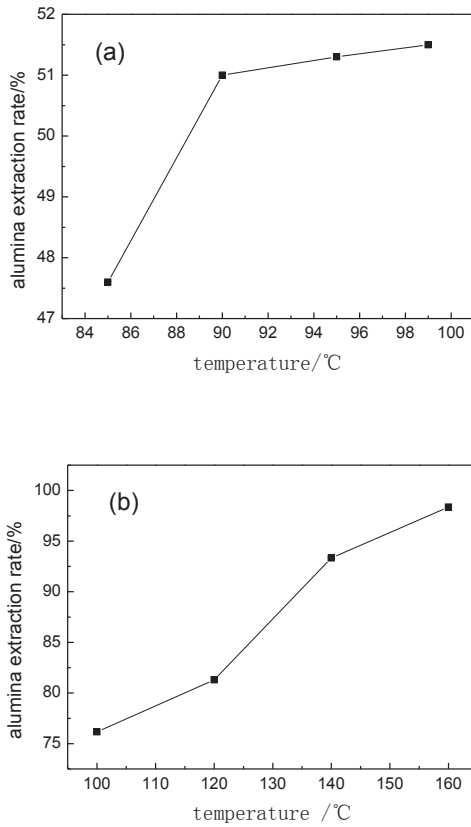 (a)
alumina extraction rate/%
52
51
50
49
48
47
84 86 88 90 92 94 96 98 100
temperature/℃
(b)
alumina extraction rate/%
100
95
90
85
80
75
100 110 120 130 140 150 160
temperature /℃